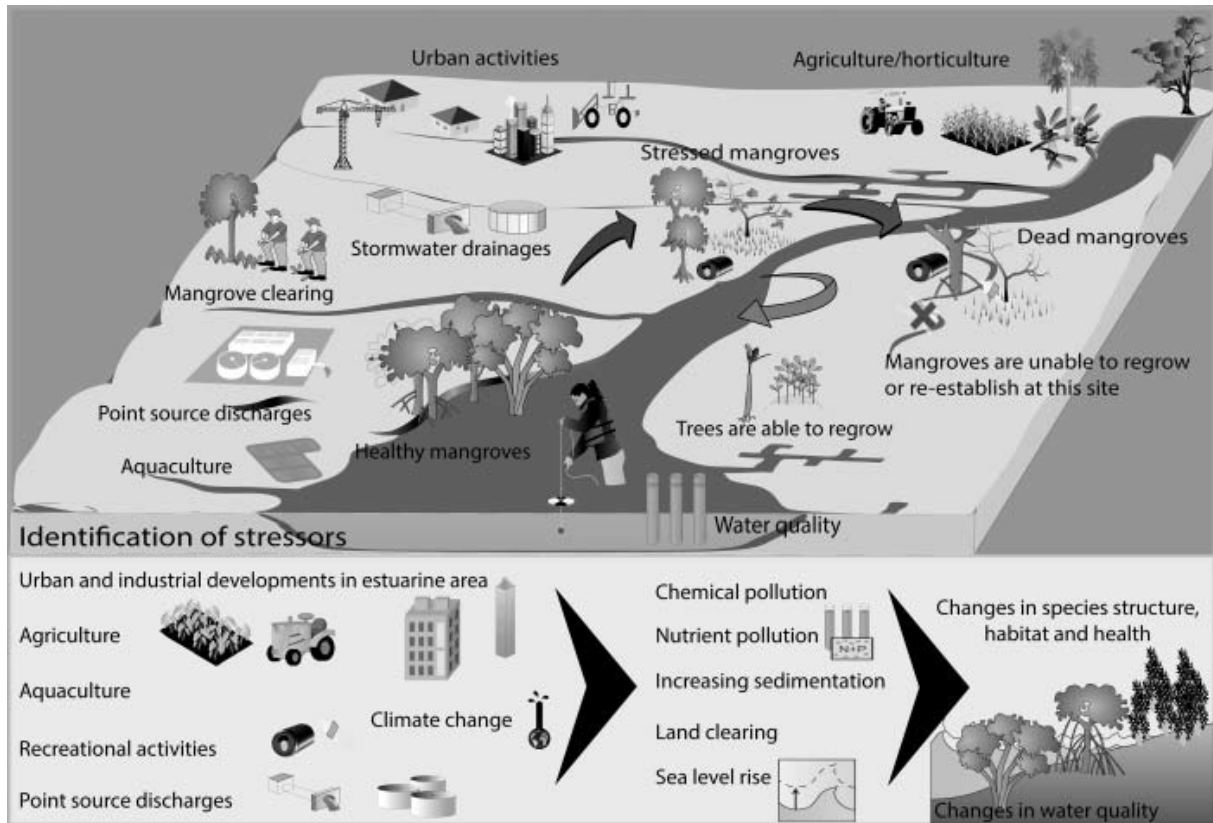 Urban activities
Agriculture/horticulture
Stressed mangroves
Stormwater drainages
Dead mangroves
Mangrove clearing
Mangroves are unable to regrow
or re-establish at this site
Point source discharges
Trees are able to regrow
Healthy mangroves
Aquaculture
Water quality
Identification of stressors
Urban and industrial developments in estuarine area
Agriculture
Aquaculture
Climate change
Recreational activities
Point source discharges
Chemical pollution
Nutrient pollution
N+P
Increasing sedimentation
Land clearing
Sea level rise
Changes in species structure,
habitat and health
Changes in water quality